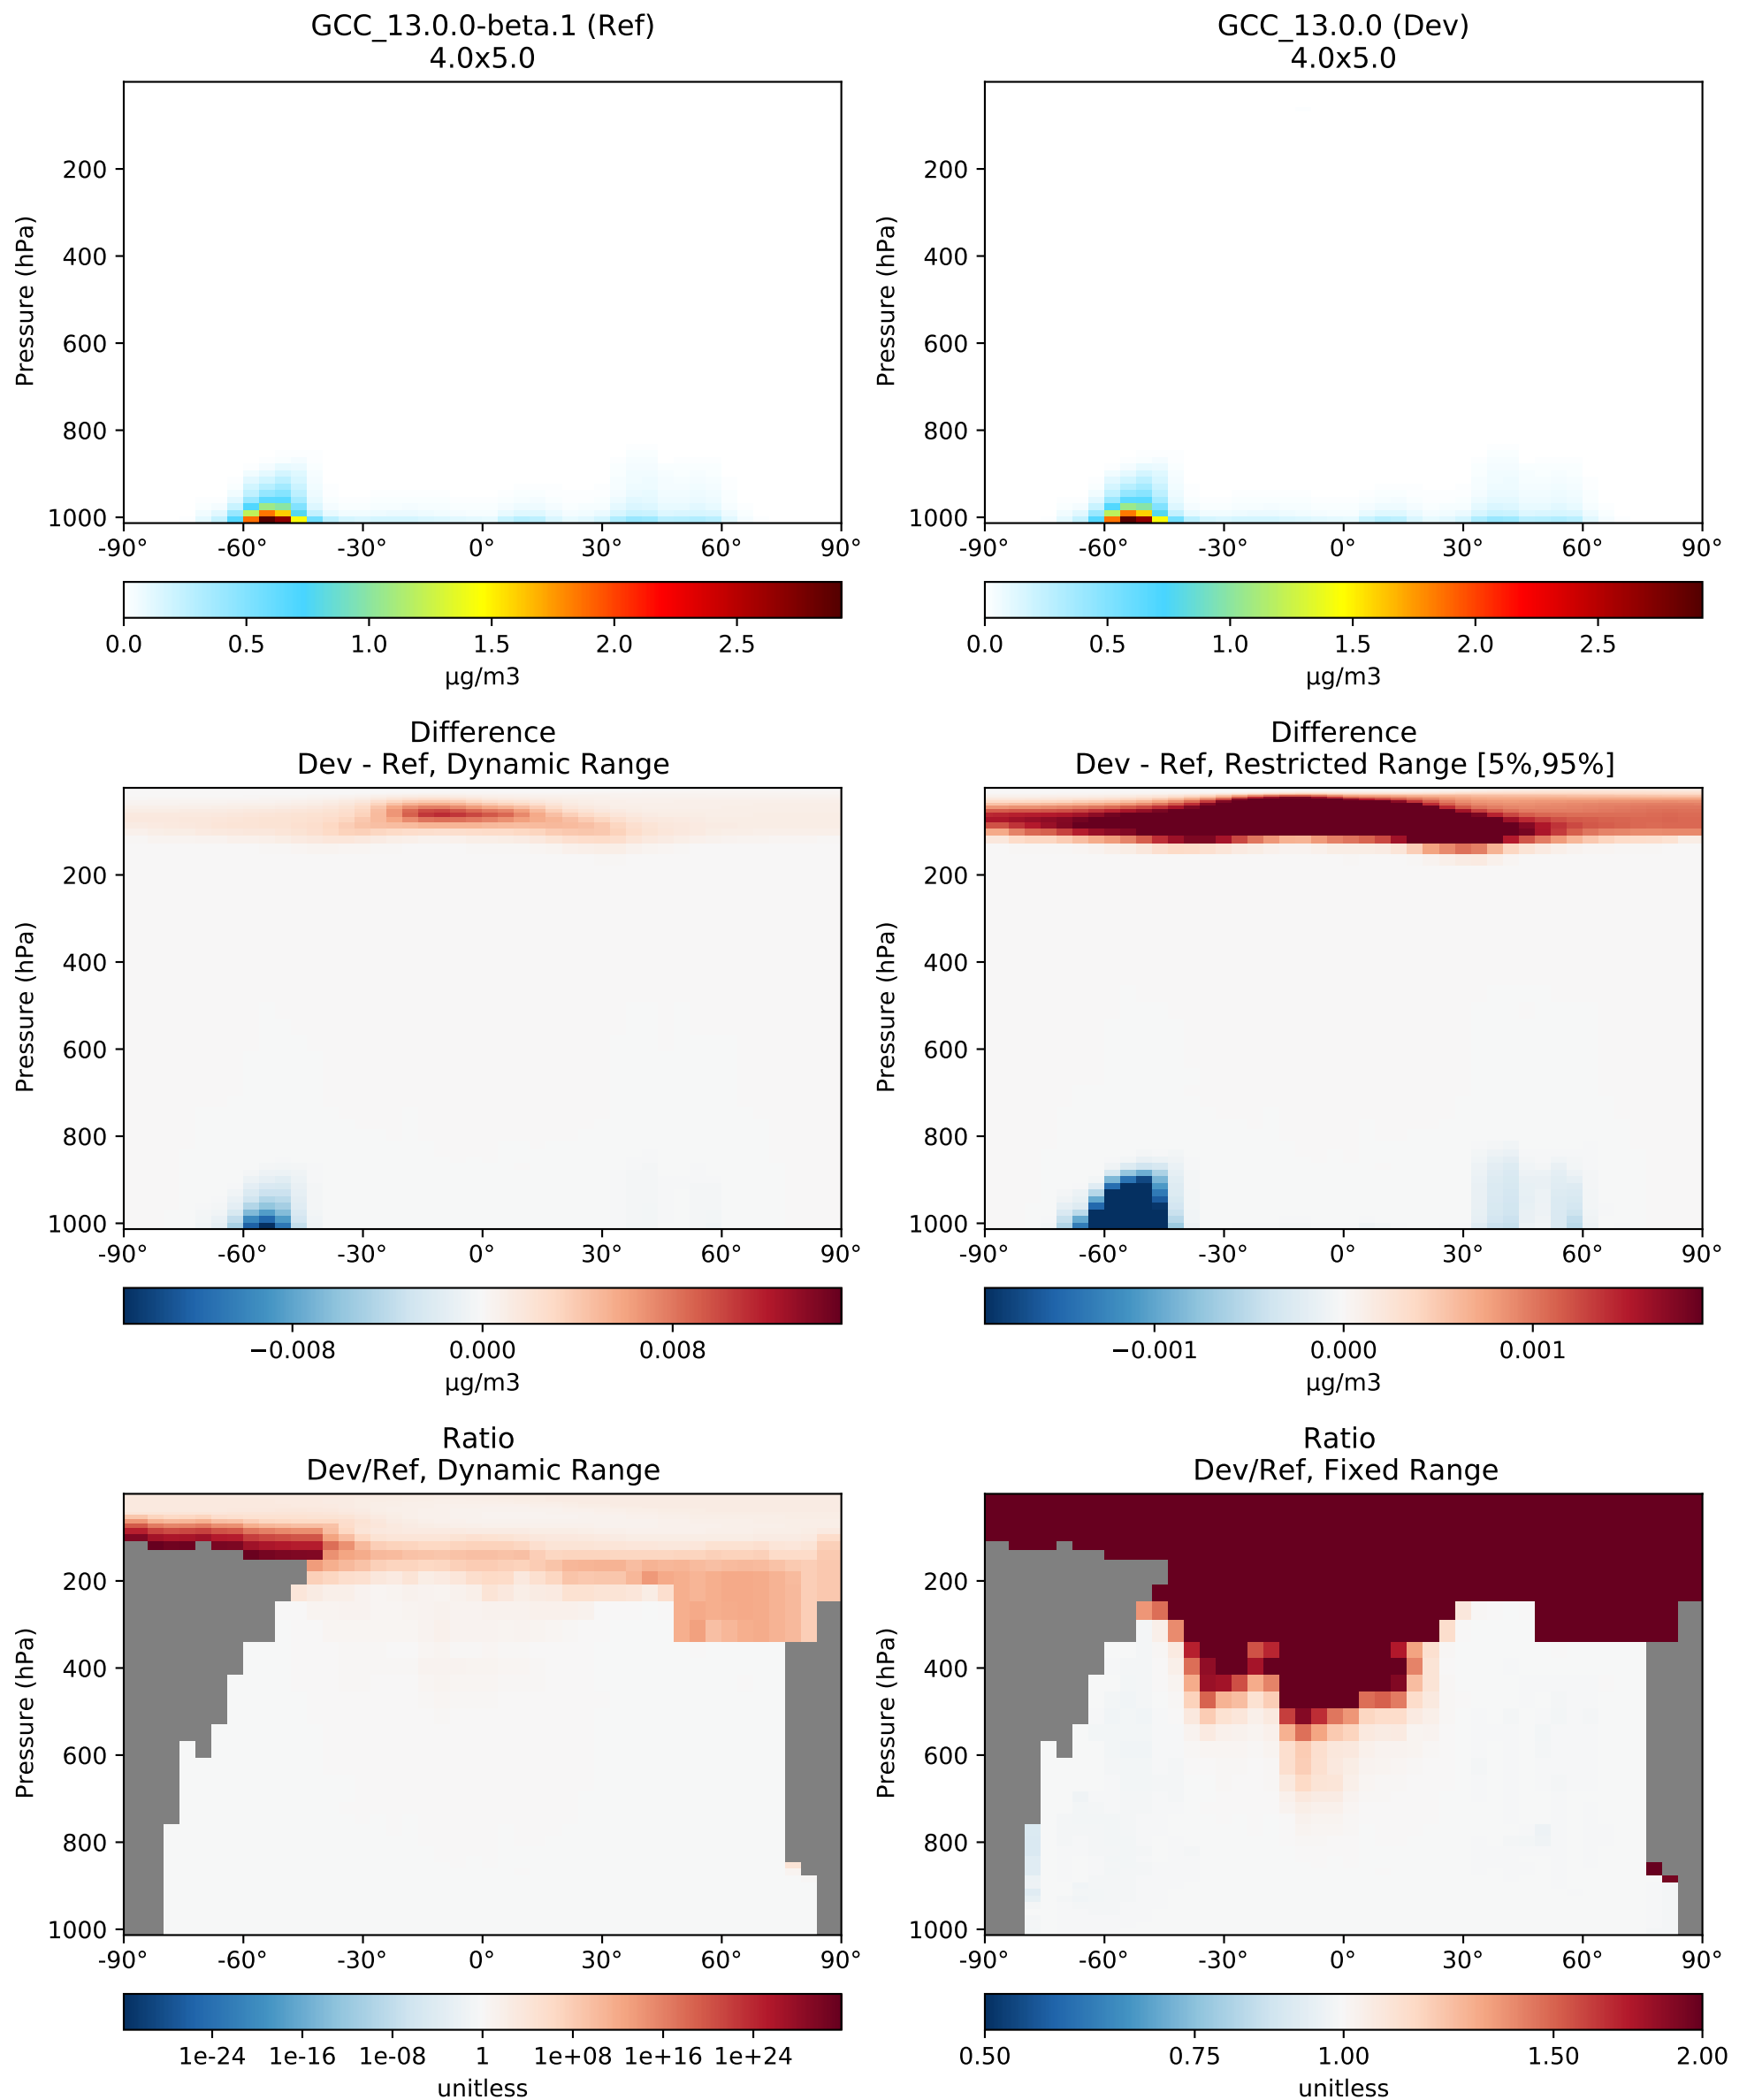 GCC_13.0.0-beta.1 (Ref)
4.0x5.0
Pressure (hPa)
200
400
600
800
1000
-90° -60° -30° 0° 30° 60° 90°
0.0 0.5 1.0 1.5 2.0 2.5
µg/m3
GCC_13.0.0 (Dev)
4.0x5.0
Pressure (hPa)
200
400
600
800
1000
-90° -60° -30° 0° 30° 60° 90°
0.0 0.5 1.0 1.5 2.0 2.5
µg/m3
Difference
Dev - Ref, Dynamic Range
Pressure (hPa)
200
400
600
800
1000
-90° -60° -30° 0° 30° 60° 90°
−0.008 0.000 0.008
µg/m3
Difference
Dev - Ref, Restricted Range [5%,95%]
Pressure (hPa)
200
400
600
800
1000
-90° -60° -30° 0° 30° 60° 90°
−0.001 0.000 0.001
µg/m3
Ratio
Dev/Ref, Dynamic Range
Pressure (hPa)
200
400
600
800
1000
-90° -60° -30° 0° 30° 60° 90°
1e-24 1e-16 1e-08 1 1e+08 1e+16 1e+24
unitless
Ratio
Dev/Ref, Fixed Range
Pressure (hPa)
200
400
600
800
1000
-90° -60° -30° 0° 30° 60° 90°
0.50 0.75 1.00 1.50 2.00
unitless